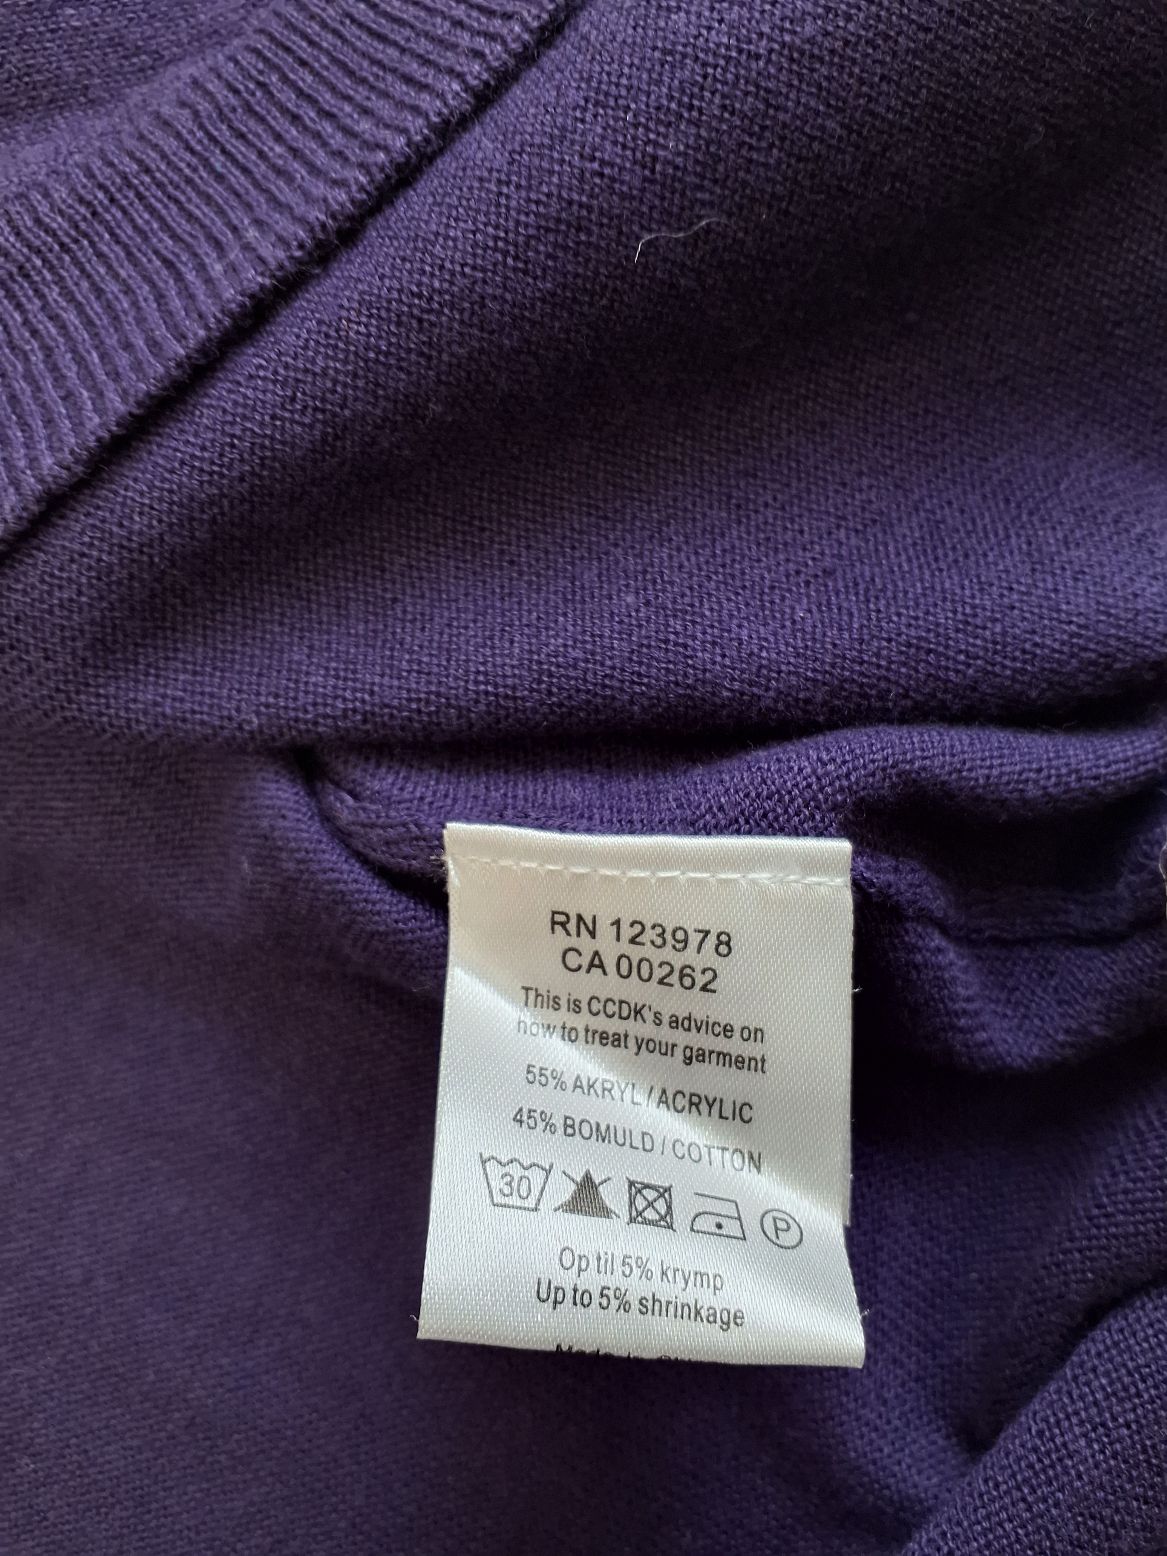 RN 123978
CA 00262
This is CCDK's advice on
how to treat your garment
55% AKRYL / ACRYLIC
45% BOMULD / COTTON
30
P
Op til 5% krymp
Up to 5% shrinkage